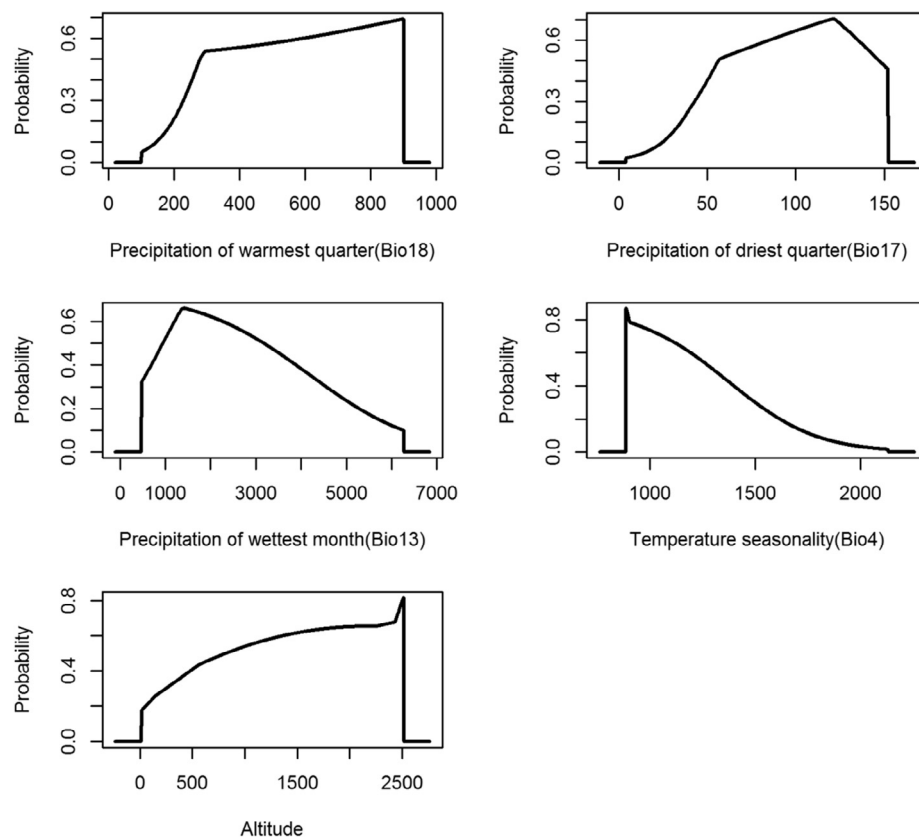 Probability
0.0 0.3 0.6
0 200 400 600 800 1000
Precipitation of warmest quarter(Bio18)
Probability
0.0 0.3 0.6
0 50 100 150
Precipitation of driest quarter(Bio17)
Probability
0.0 0.2 0.4 0.6
0 1000 3000 5000 7000
Precipitation of wettest month(Bio13)
Probability
0.0 0.4 0.8
1000 1500 2000
Temperature seasonality(Bio4)
Probability
0.0 0.4 0.8
0 500 1500 2500
Altitude